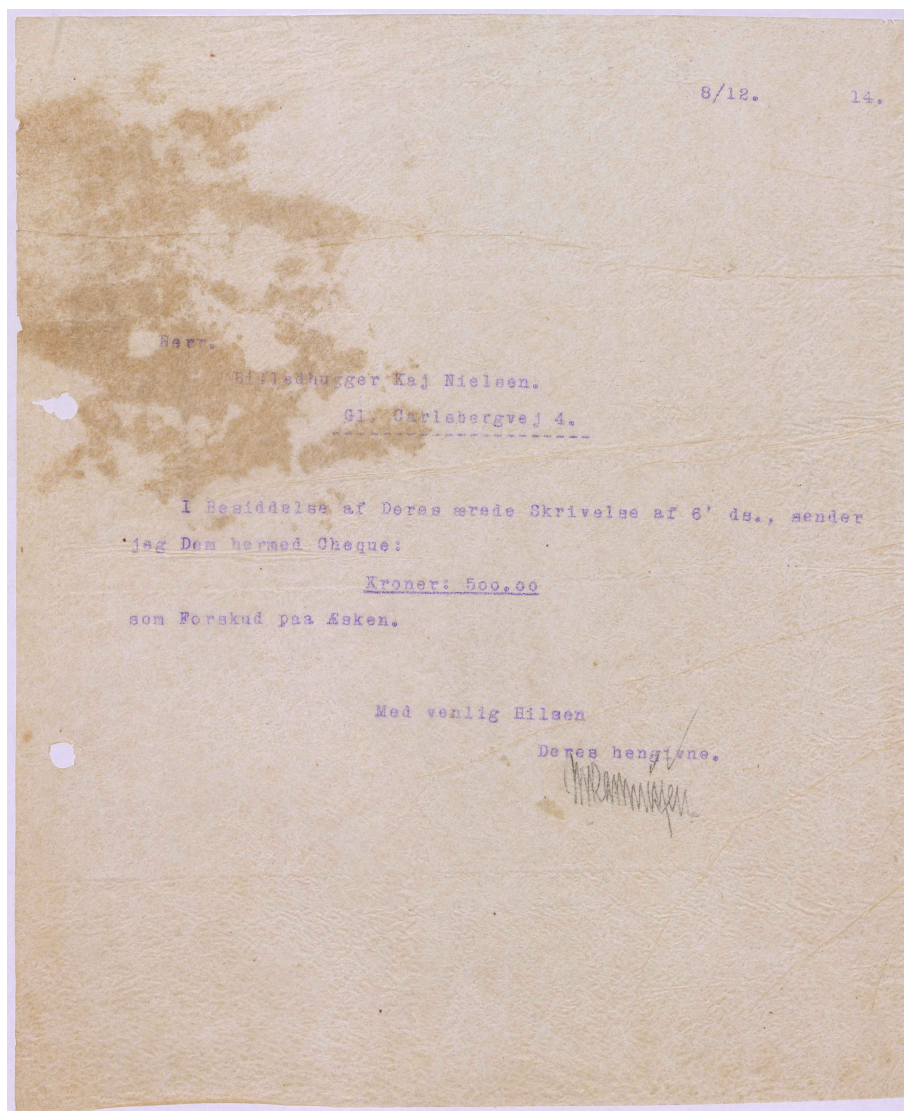 8/12. 14.
Herr.
Billedhugger Kaj Nielsen.
Gl. Carlsbergvej 4.
I Besiddelse af Deres ærede Skrivelse af 6' ds., sender
jeg Dem hermed Cheque:
Kroner: 500.00
som Forskud paa Æsken.
Med venlig Hilsen
Deres hengivne.